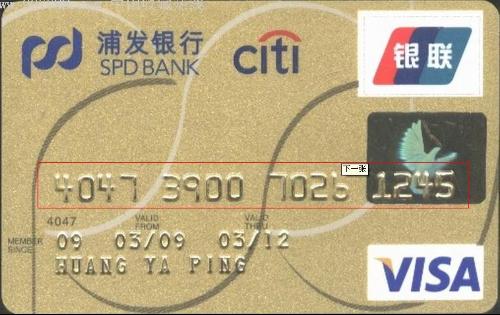 浦发银行
SPD BANK
citi
银联
下一张
4047 3900 7026 1245
4047
VALID FROM
VALID THRU
MEMBER SINCE
09 03/09 03/12
HUANG YA PING
VISA